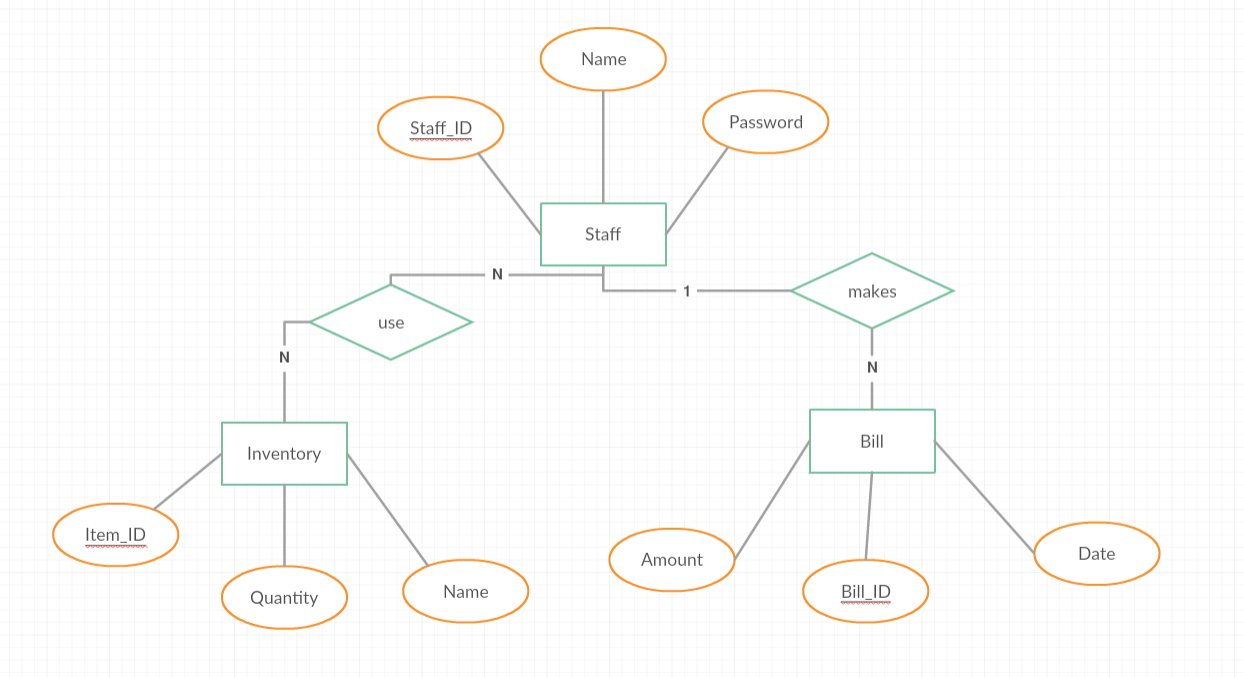 Name
Staff_ID
Password
Staff
N
1
makes
use
N
N
Inventory
Bill
Item_ID
Quantity
Name
Amount
Bill_ID
Date